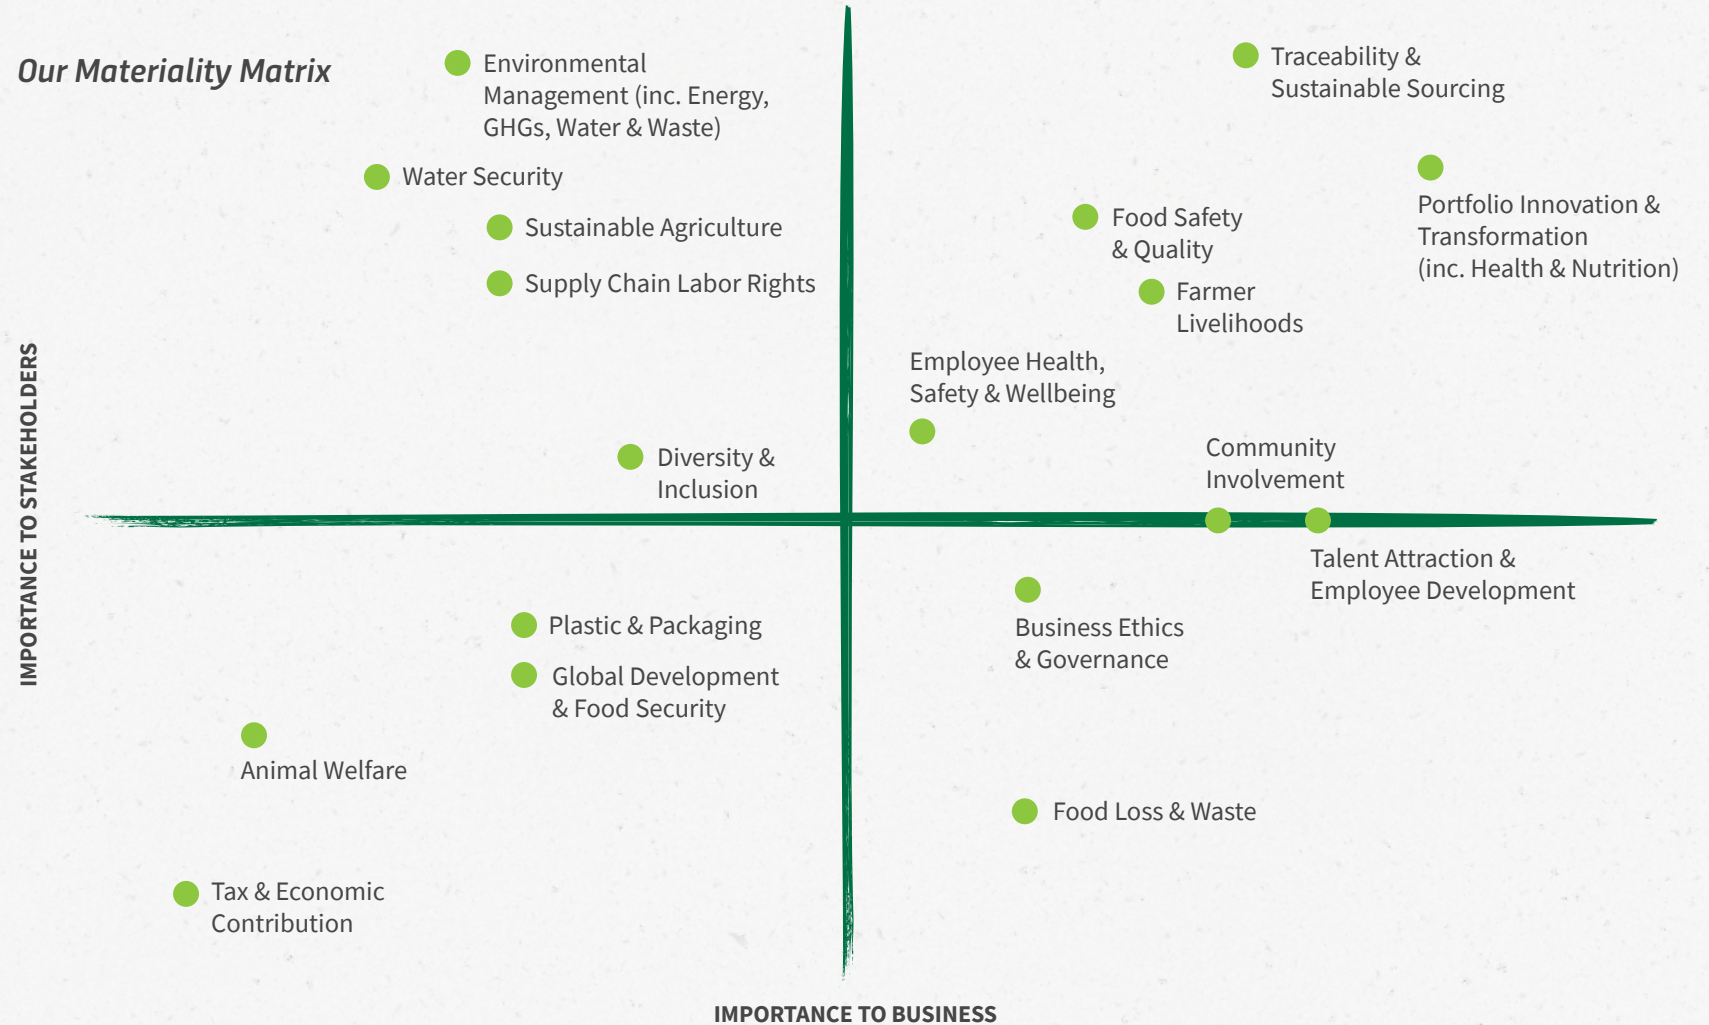 Our Materiality Matrix
Environmental
Management (inc. Energy,
GHGs, Water & Waste)
Water Security
Sustainable Agriculture
Supply Chain Labor Rights
Diversity &
Inclusion
Traceability &
Sustainable Sourcing
Portfolio Innovation &
Transformation
(inc. Health & Nutrition)
Food Safety
& Quality
Farmer
Livelihoods
Employee Health,
Safety & Wellbeing
Community
Involvement
Talent Attraction &
Employee Development
IMPORTANCE TO STAKEHOLDERS
Plastic & Packaging
Global Development
& Food Security
Animal Welfare
Tax & Economic
Contribution
Business Ethics
& Governance
Food Loss & Waste
IMPORTANCE TO BUSINESS